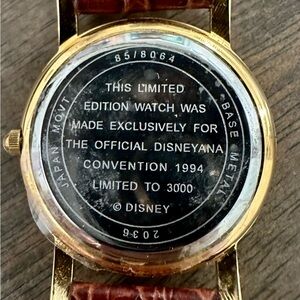 85/8064
JAPAN MOVT
BASE METAL
THIS LIMITED
EDITION WATCH WAS
MADE EXCLUSIVELY FOR
THE OFFICIAL DISNEYANA
CONVENTION 1994
LIMITED TO 3000
© DISNEY
2036